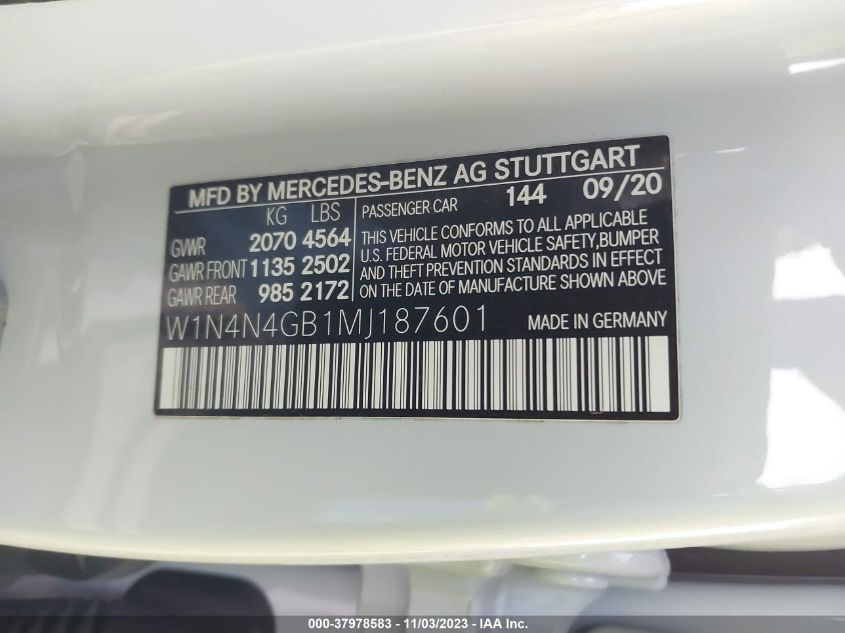 MFD BY MERCEDES-BENZ AG STUTTGART
KG LBS PASSENGER CAR 144 09/20
GVWR 2070 4564
GAWR FRONT 1135 2502
GAWR REAR 985 2172
THIS VEHICLE CONFORMS TO ALL APPLICABLE
U.S. FEDERAL MOTOR VEHICLE SAFETY,BUMPER
AND THEFT PREVENTION STANDARDS IN EFFECT
ON THE DATE OF MANUFACTURE SHOWN ABOVE
W1N4N4GB1MJ187601 MADE IN GERMANY
000-37978583 - 11/03/2023 - IAA Inc.